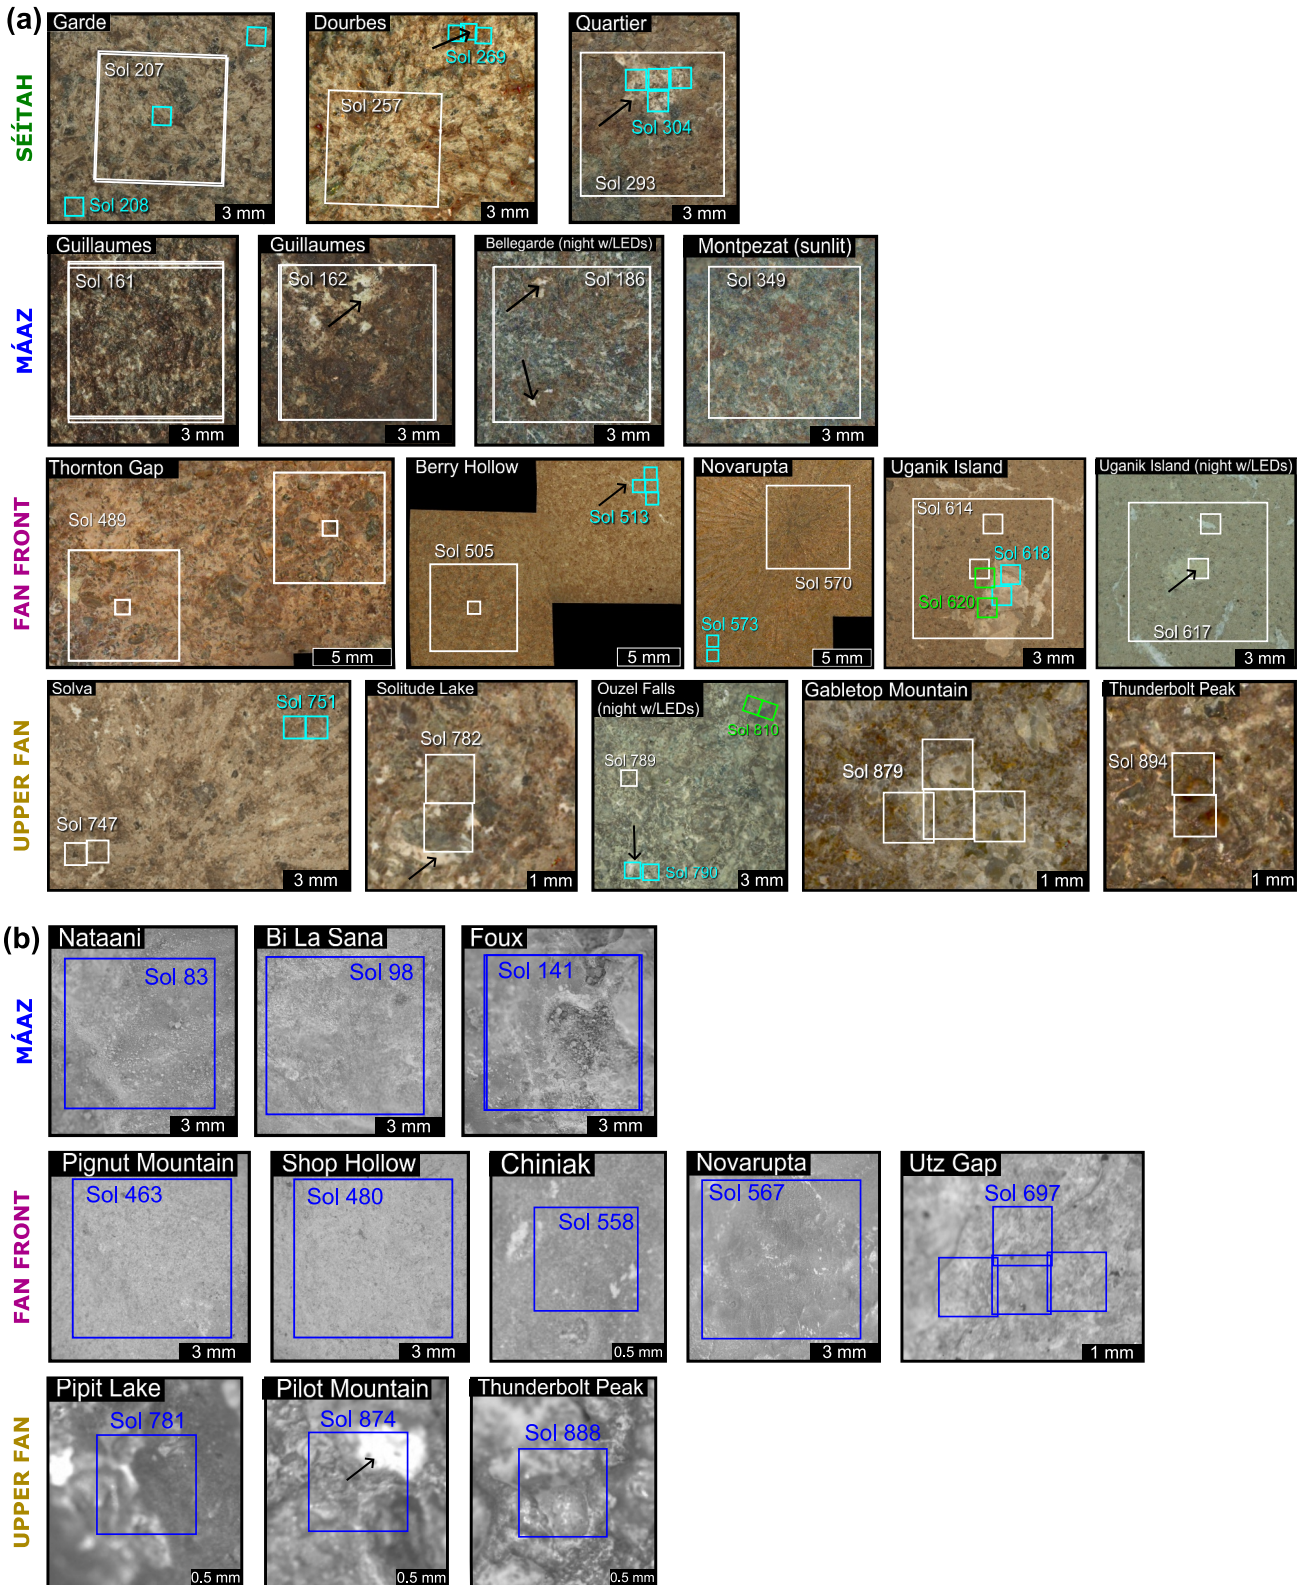 (a)
SÉÍTAH
Garde
Sol 207
Sol 208
3 mm
Dourbes
Sol 269
Sol 257
3 mm
Quartier
Sol 304
Sol 293
3 mm
MÁAZ
Guillaumes
Sol 161
3 mm
Guillaumes
Sol 162
3 mm
Bellegarde (night w/LEDs)
Sol 186
3 mm
Montpezat (sunlit)
Sol 349
3 mm
FAN FRONT
Thornton Gap
Sol 489
5 mm
Berry Hollow
Sol 513
Sol 505
5 mm
Novarupta
Sol 570
Sol 573
5 mm
Uganik Island
Sol 614
Sol 618
Sol 620
3 mm
Uganik Island (night w/LEDs)
Sol 617
3 mm
UPPER FAN
Solva
Sol 751
Sol 747
3 mm
Solitude Lake
Sol 782
1 mm
Ouzel Falls
(night w/LEDs)
Sol 810
Sol 789
Sol 790
3 mm
Gabletop Mountain
Sol 879
1 mm
Thunderbolt Peak
Sol 894
1 mm
(b)
MÁAZ
Nataani
Sol 83
3 mm
Bi La Sana
Sol 98
3 mm
Foux
Sol 141
3 mm
FAN FRONT
Pignut Mountain
Sol 463
3 mm
Shop Hollow
Sol 480
3 mm
Chiniak
Sol 558
0.5 mm
Novarupta
Sol 567
3 mm
Utz Gap
Sol 697
1 mm
UPPER FAN
Pipit Lake
Sol 781
0.5 mm
Pilot Mountain
Sol 874
0.5 mm
Thunderbolt Peak
Sol 888
0.5 mm